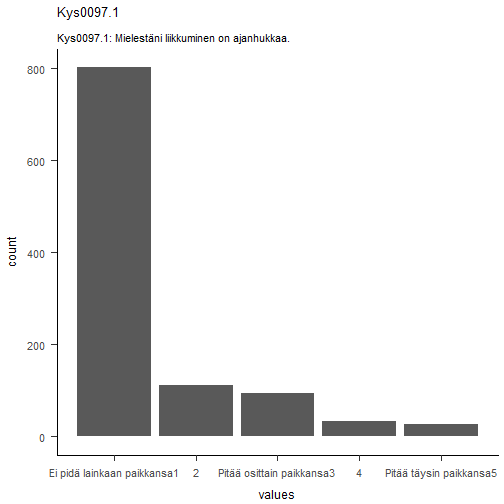 Kys0097.1
Kys0097.1: Mielestäni liikkuminen on ajanhukkaa.
800
600
400
200
0
count
Ei pidä lainkaan paikkansa1
2
Pitää osittain paikkansa3
4
Pitää täysin paikkansa5
values